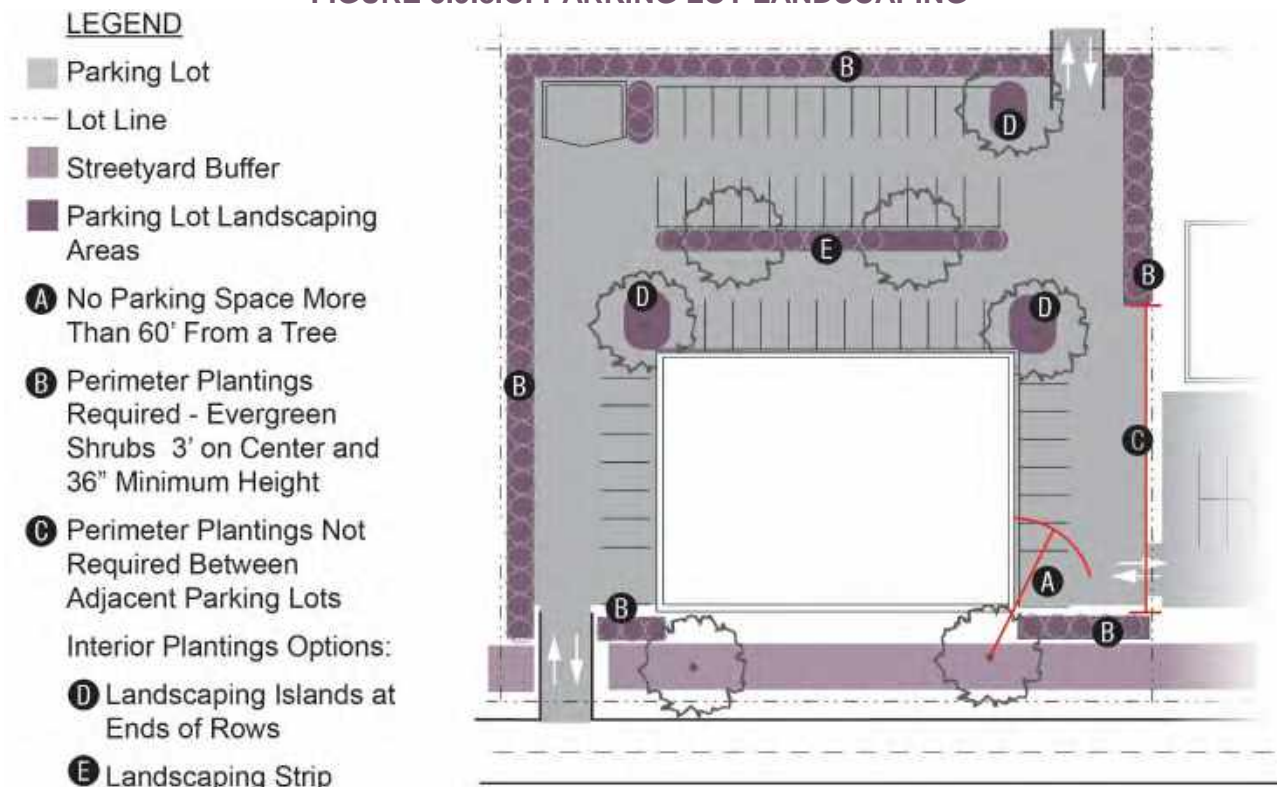 LEGEND
Parking Lot
Lot Line
Streetyard Buffer
Parking Lot Landscaping
Areas
A No Parking Space More
Than 60' From a Tree
B Perimeter Plantings
Required - Evergreen
Shrubs 3' on Center and
36" Minimum Height
C Perimeter Plantings Not
Required Between
Adjacent Parking Lots
Interior Plantings Options:
D Landscaping Islands at
Ends of Rows
E Landscaping Strip
B
D
E
B
D
D
B
C
A
B
B